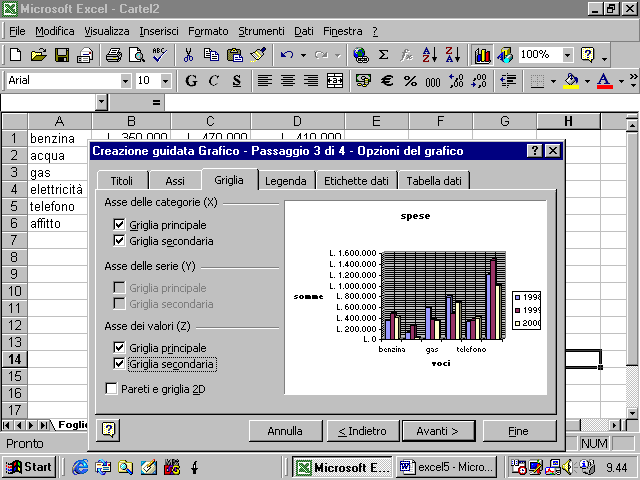 Microsoft Excel - Cartel2
File Modifica Visualizza Inserisci Formato Strumenti Dati Finestra ?
100%
Arial 10 G C S € % 000
=
A B C D E F G H
1 benzina L. 360.000 L. 470.000 L. 410.000
2 acqua
3 gas
4 elettricità
5 telefono
6 affitto
7
8
9
10
11
12
13
14
15
16
17
Creazione guidata Grafico - Passaggio 3 di 4 - Opzioni del grafico
Titoli Assi Griglia Legenda Etichette dati Tabella dati
Asse delle categorie (X)
Griglia principale
Griglia secondaria
Asse delle serie (Y)
Griglia principale
Griglia secondaria
Asse dei valori (Z)
Griglia principale
Griglia secondaria
Pareti e griglia 2D
spese
L. 1.600.000
L. 1.400.000
L. 1.200.000
L. 1.000.000
L. 800.000
L. 600.000
L. 400.000
L. 200.000
L. 0
somme
benzina gas telefono
voci
1998
1999
2000
Annulla < Indietro Avanti > Fine
Foglio
Pronto NUM
Start Microsoft E... excel5 - Micro... 9.44